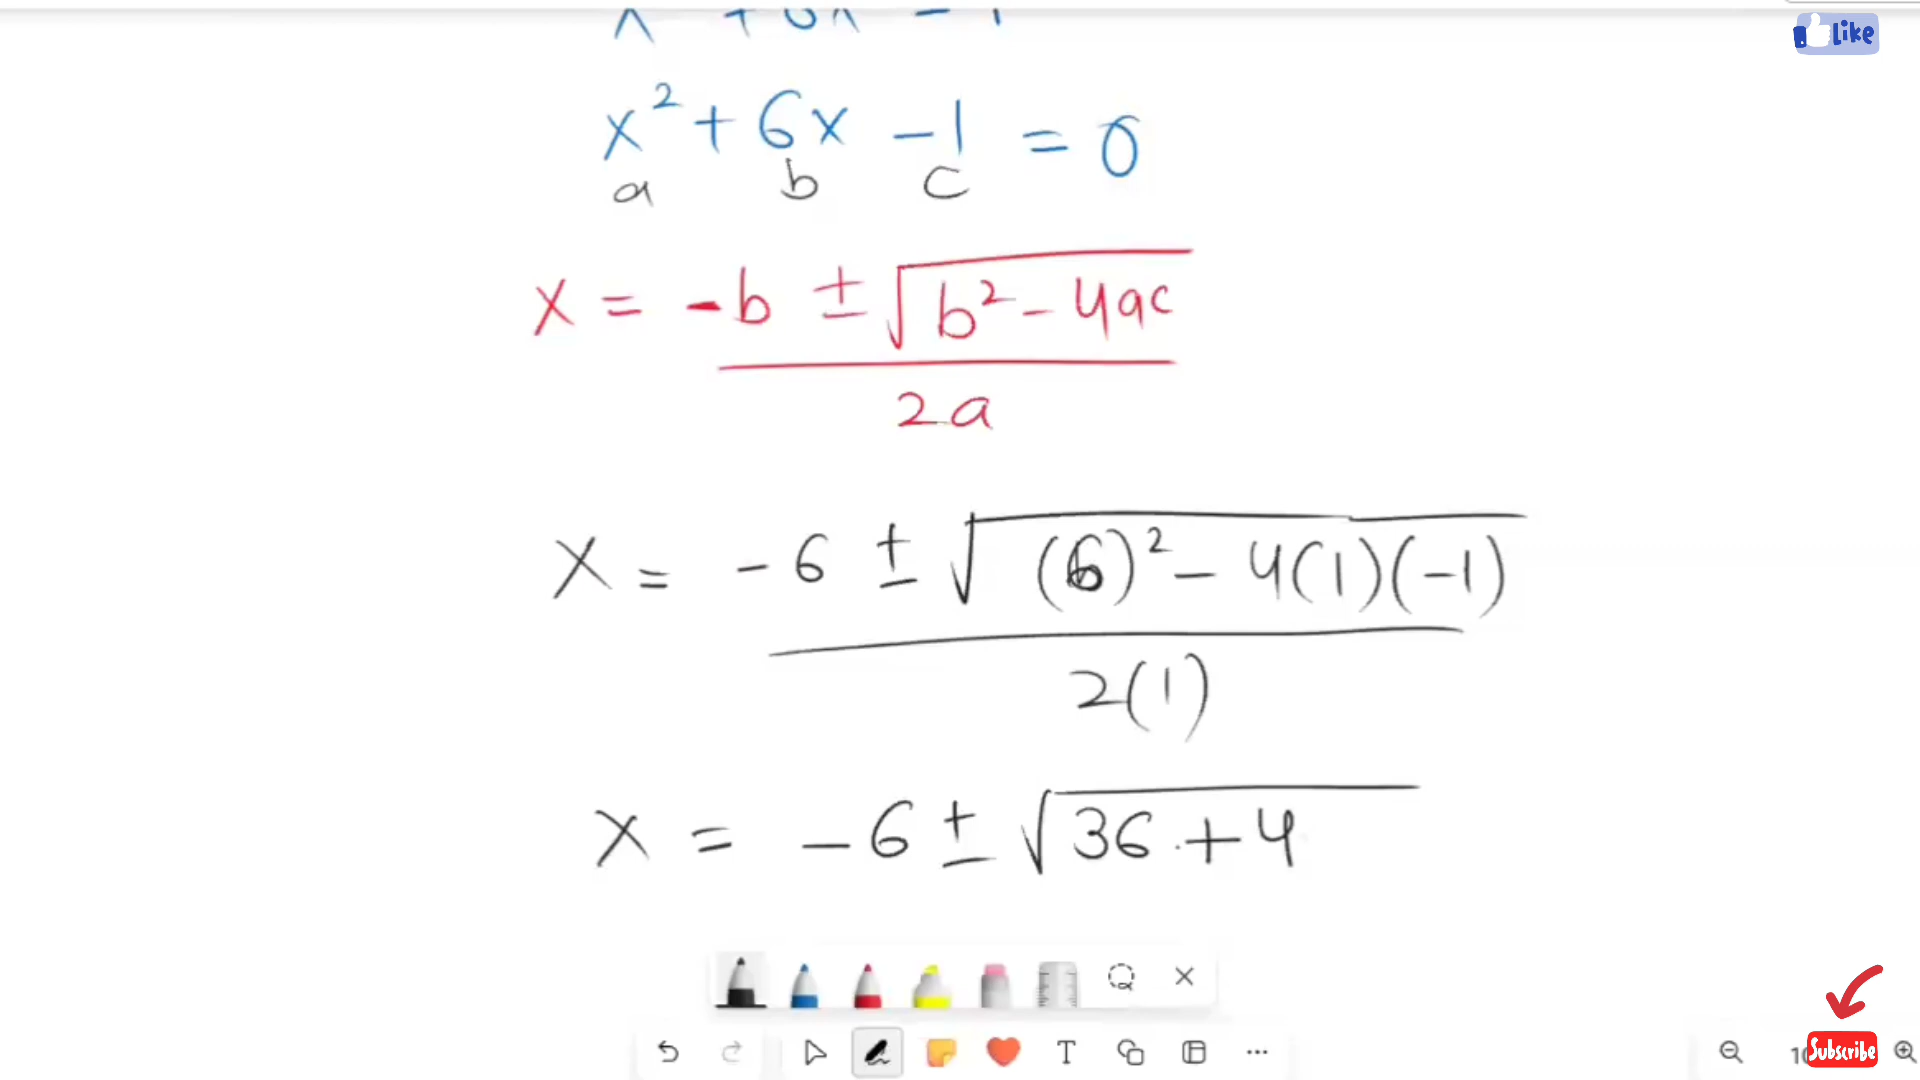 Like
x² + 6x - 1 = 0
a b c
x = -b ± √b² - 4ac
2a
x = -6 ± √(6)² - 4(1)(-1)
2(1)
x = -6 ± √36 + 4
T
Subscribe